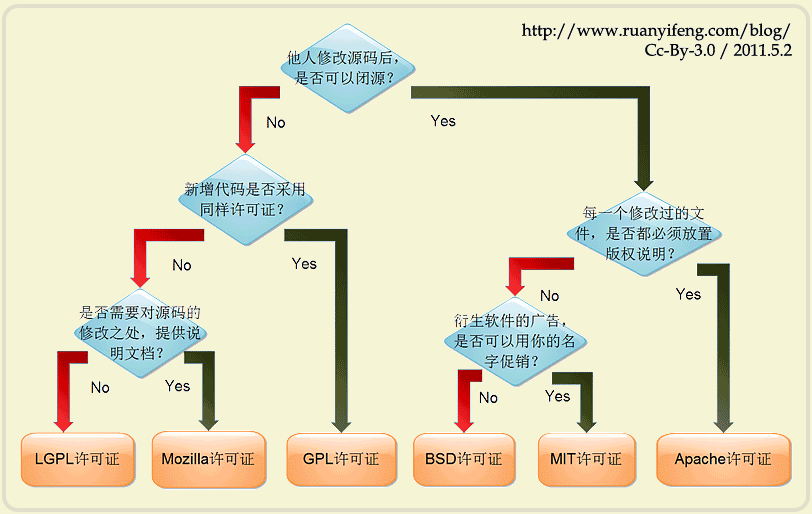 http://www.ruanyifeng.com/blog/
Cc-By-3.0 / 2011.5.2
他人修改源码后，
是否可以闭源？
No
Yes
新增代码是否采用
同样许可证？
每一个修改过的文
件，是否都必须放置
版权说明？
No
Yes
No
Yes
是否需要对源码的
修改之处，提供说
明文档？
衍生软件的广告，
是否可以用你的名
字促销？
No
Yes
No
Yes
LGPL许可证
Mozilla许可证
GPL许可证
BSD许可证
MIT许可证
Apache许可证